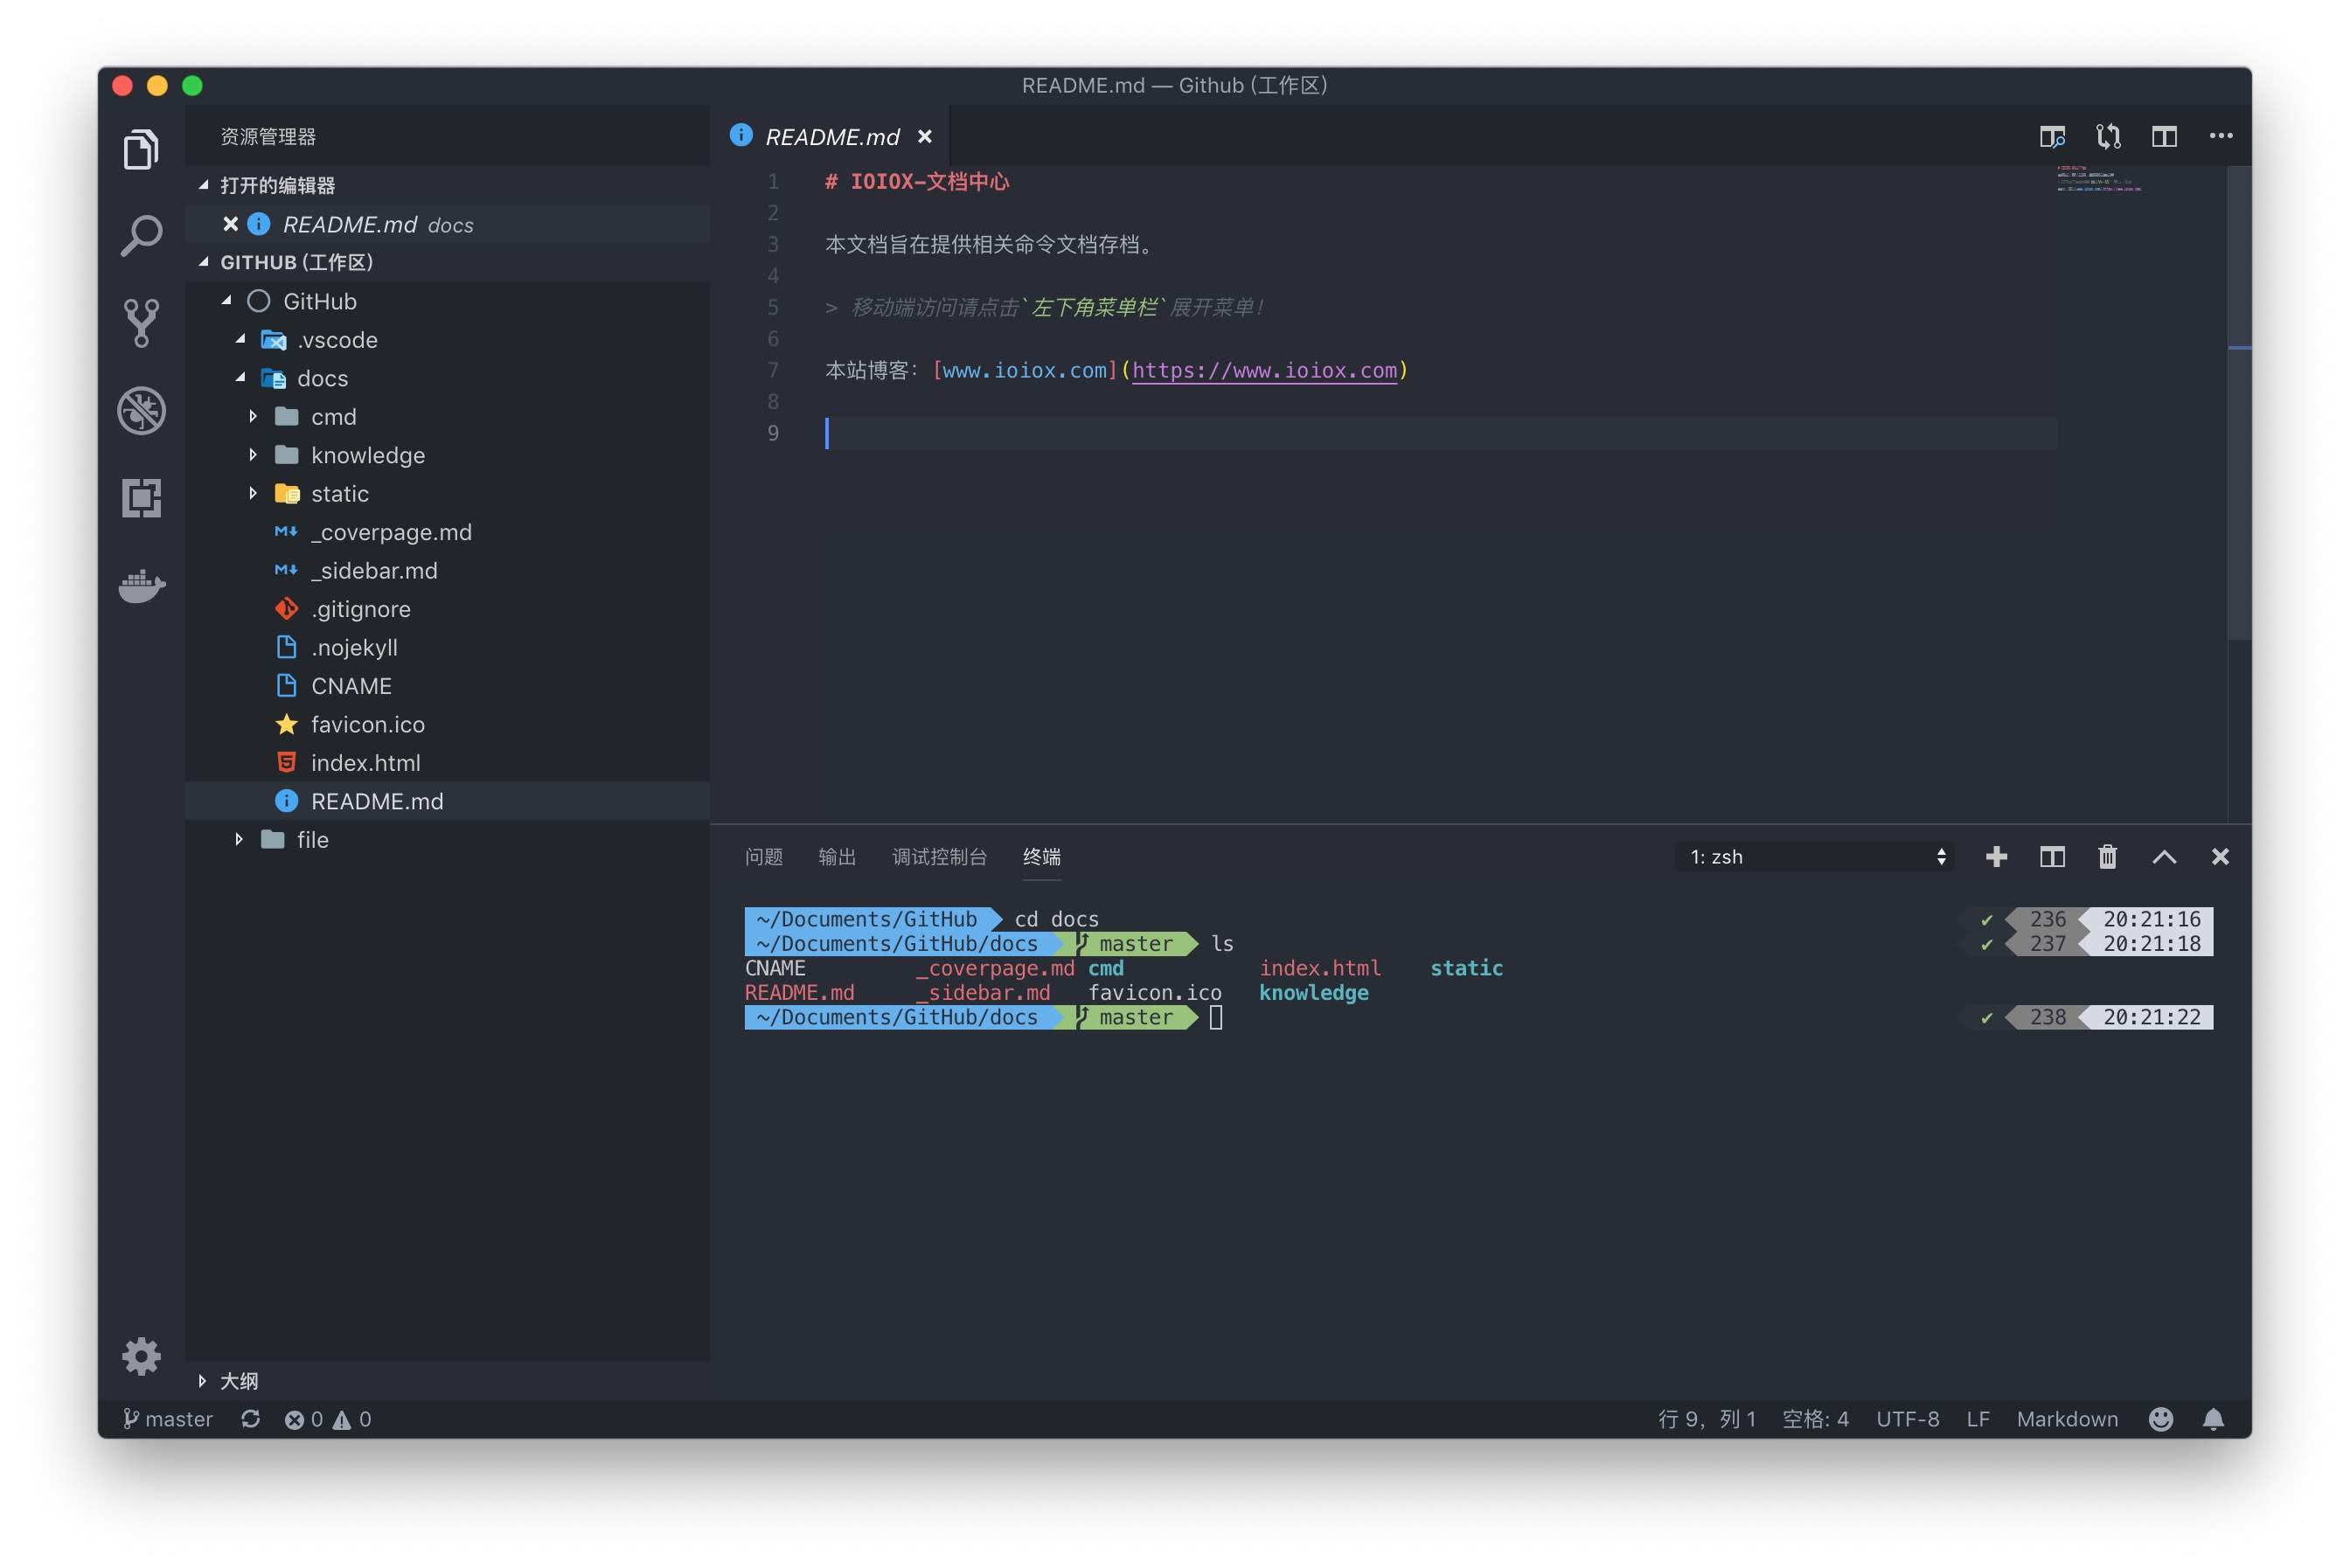 README.md — Github (工作区)
资源管理器
打开的编辑器
README.md docs
GITHUB (工作区)
GitHub
.vscode
docs
cmd
knowledge
static
_coverpage.md
_sidebar.md
.gitignore
.nojekyll
CNAME
favicon.ico
index.html
README.md
file
大纲
README.md
1 # IOIOX-文档中心
2
3 本文档旨在提供相关命令文档存档。
4
5 > 移动端访问请点击`左下角菜单栏`展开菜单!
6
7 本站博客: [www.ioiox.com](https://www.ioiox.com)
8
9
问题 输出 调试控制台 终端 1: zsh
~/Documents/GitHub cd docs ✔ 236 20:21:16
~/Documents/GitHub/docs master ls ✔ 237 20:21:18
CNAME _coverpage.md cmd index.html static
README.md _sidebar.md favicon.ico knowledge
~/Documents/GitHub/docs master ✔ 238 20:21:22
master 0 0 行 9, 列 1 空格: 4 UTF-8 LF Markdown